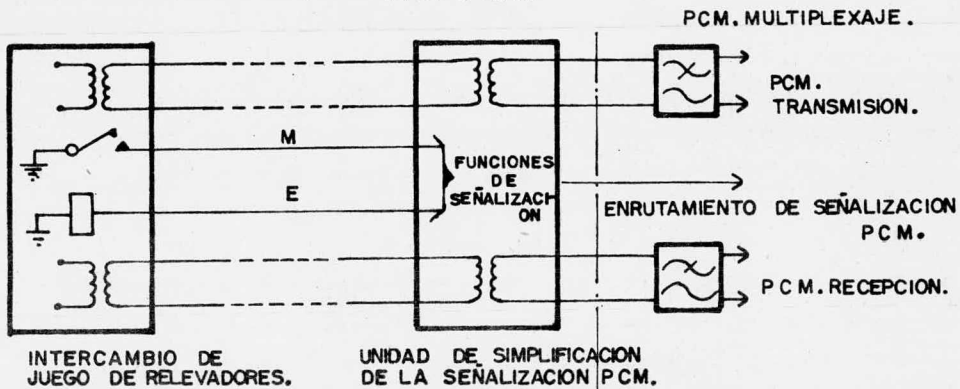 PCM. MULTIPLEXAJE.
PCM.
TRANSMISION.
M
FUNCIONES
DE
SEÑALIZACI
ON
E
ENRUTAMIENTO DE SEÑALIZACION
PCM.
PCM. RECEPCION.
INTERCAMBIO DE
JUEGO DE RELEVADORES.
UNIDAD DE SIMPLIFICACION
DE LA SEÑALIZACION PCM.